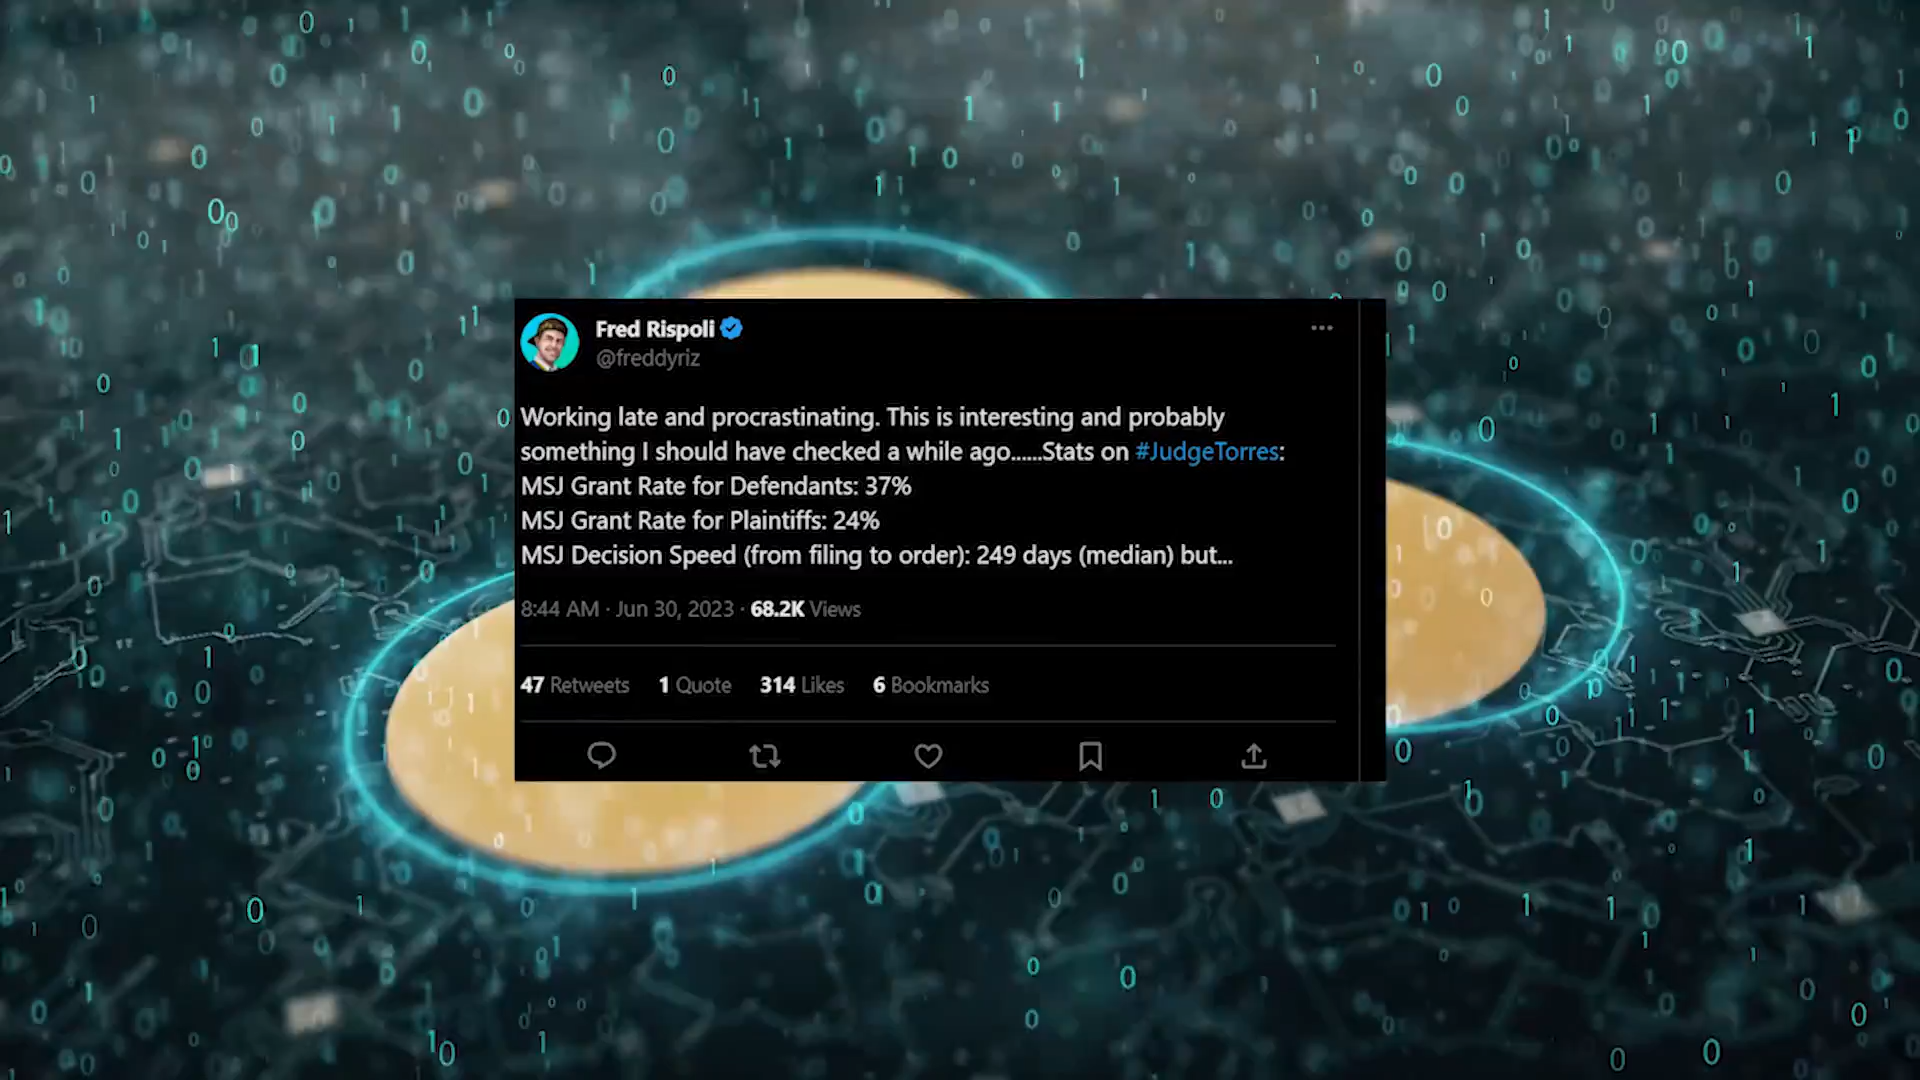 Fred Rispoli
@freddyriz
Working late and procrastinating. This is interesting and probably
something I should have checked a while ago......Stats on #JudgeTorres:
MSJ Grant Rate for Defendants: 37%
MSJ Grant Rate for Plaintiffs: 24%
MSJ Decision Speed (from filing to order): 249 days (median) but...
8:44 AM · Jun 30, 2023 · 68.2K Views
47 Retweets 1 Quote 314 Likes 6 Bookmarks